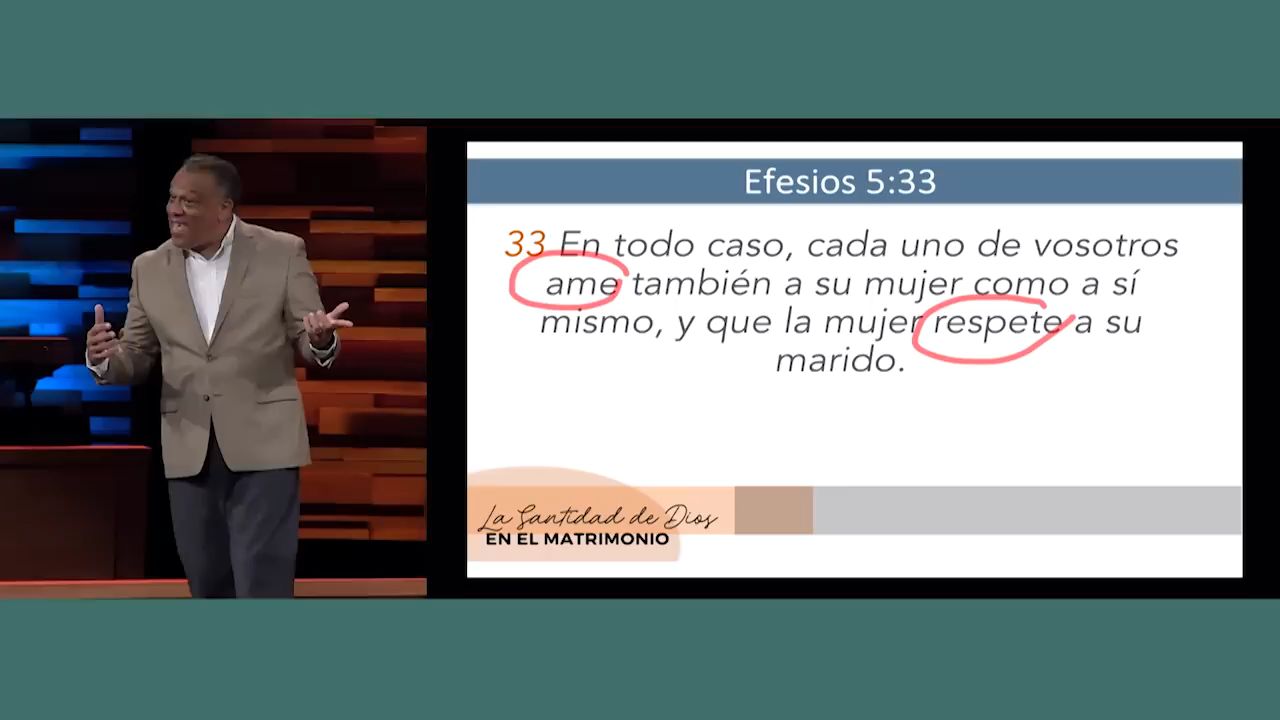 Efesios 5:33
33 En todo caso, cada uno de vosotros
ame también a su mujer como a sí
mismo, y que la mujer respete a su
marido.
La Santidad de Dios
EN EL MATRIMONIO